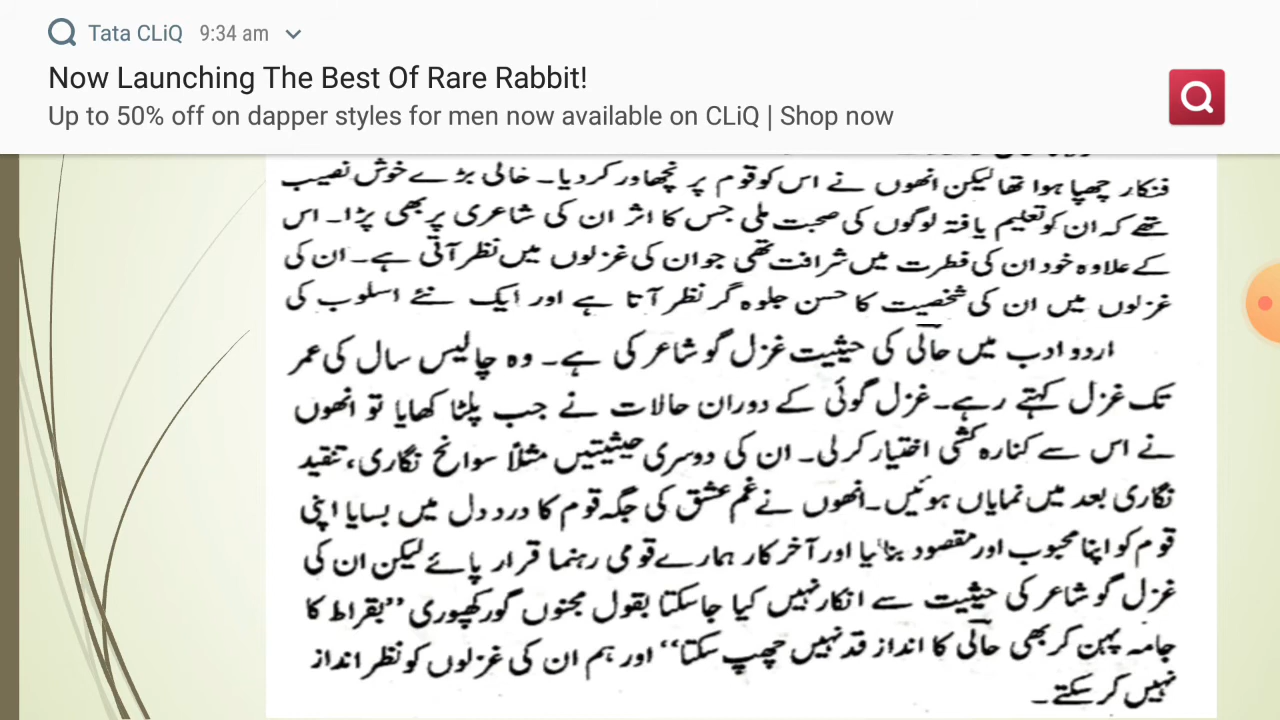 Tata CLiQ 9:34 am
Now Launching The Best Of Rare Rabbit!
Up to 50% off on dapper styles for men now available on CLiQ | Shop now
فنکار چھپا ہوا تھا لیکن انھوں نے اس کو قوم پر نچھاور کر دیا۔ حالی بڑے خوش نصیب
تھے کہ ان کو تعلیم یافتہ لوگوں کی صحبت ملی جس کا اثر ان کی شاعری پر بھی پڑا۔ اس
کے علاوہ خود ان کی فطرت میں شرافت تھی جو ان کی غزلوں میں نظر آتی ہے۔ ان کی
غزلوں میں ان کی شخصیت کا حسن جلوہ گر نظر آتا ہے اور ایک نئے اسلوب کی
اردو ادب میں حالی کی حیثیت غزل گو شاعر کی ہے۔ وہ چالیس سال کی عمر
تک غزل کہتے رہے۔ غزل گوئی کے دوران حالات نے جب پلٹا کھایا تو انھوں
نے اس سے کنارہ کشی اختیار کر لی۔ ان کی دوسری حیثیتیں مثلاً سوانح نگاری، تنقید
نگاری بعد میں نمایاں ہوئیں۔ انھوں نے غم عشق کی جگہ قوم کا درد دل میں بسایا اپنی
قوم کو اپنا محبوب اور مقصود بنایا اور آخر کار ہمارے قومی رہنما قرار پائے لیکن ان کی
غزل گو شاعر کی حیثیت سے انکار نہیں کیا جا سکتا بقول مجنوں گورکھپوری ”بقراط کا
جامہ پہن کر بھی حالی کا انداز قد نہیں چھپ سکتا“ اور ہم ان کی غزلوں کو نظر انداز
نہیں کر سکتے۔